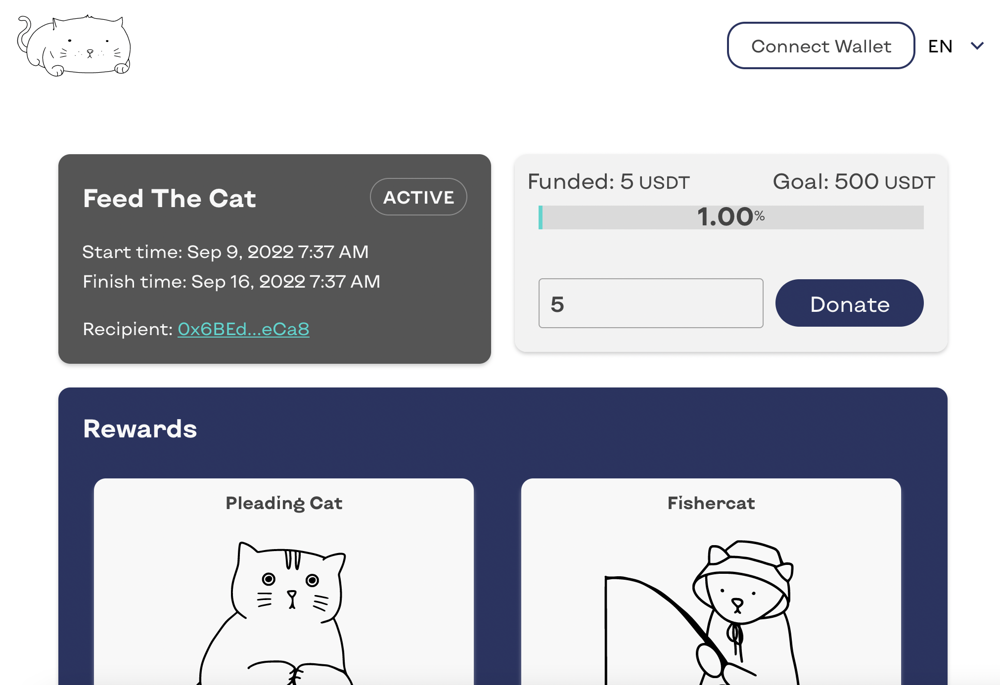 Connect Wallet
EN
Feed The Cat
ACTIVE
Start time: Sep 9, 2022 7:37 AM
Finish time: Sep 16, 2022 7:37 AM
Recipient: 0x6BEd...eCa8
Funded: 5 USDT
Goal: 500 USDT
1.00%
5
Donate
Rewards
Pleading Cat
Fishercat